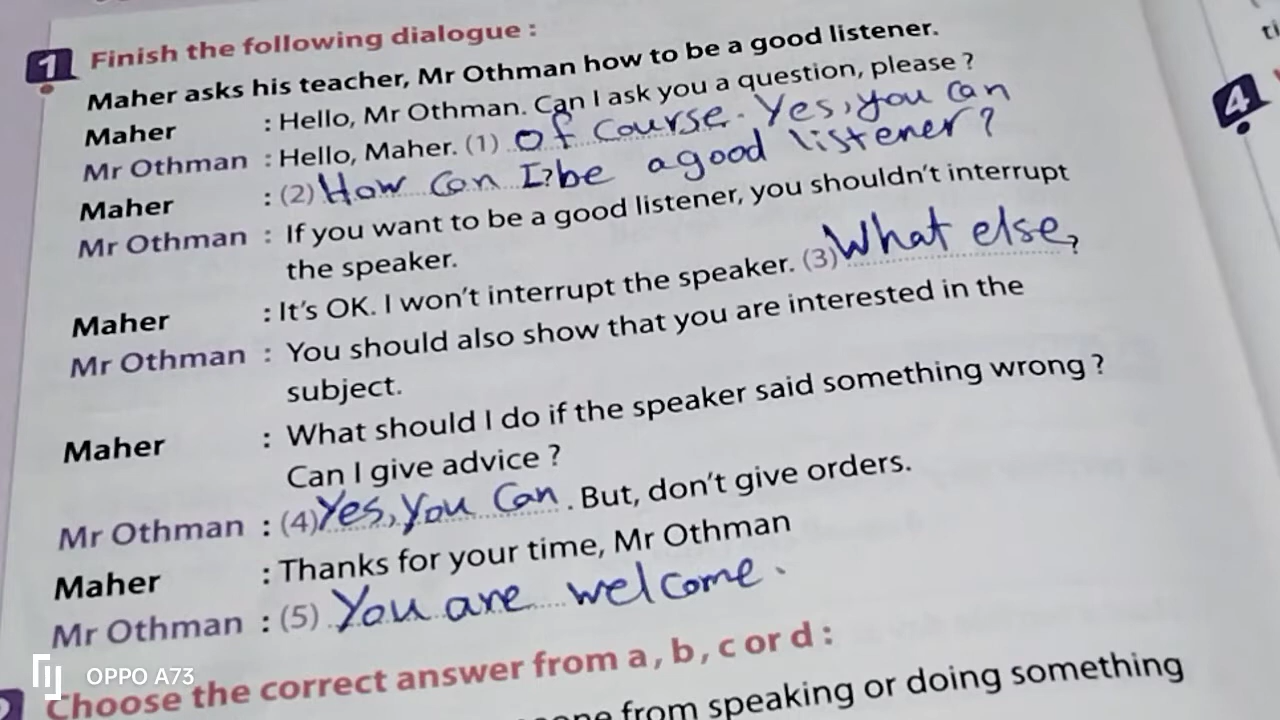 1 Finish the following dialogue :
Maher asks his teacher, Mr Othman how to be a good listener.
Maher : Hello, Mr Othman. Can I ask you a question, please ?
Mr Othman : Hello, Maher. (1) Of course. Yes, you can
Maher : (2) How can I? be a good listener?
Mr Othman : If you want to be a good listener, you shouldn't interrupt
the speaker.
Maher : It's OK. I won't interrupt the speaker. (3) What else ?
Mr Othman : You should also show that you are interested in the
subject.
Maher : What should I do if the speaker said something wrong ?
Can I give advice ?
Mr Othman : (4) Yes, you can . But, don't give orders.
Maher : Thanks for your time, Mr Othman
Mr Othman : (5) You are welcome.
Choose the correct answer from a , b , c or d :
from speaking or doing something
4
OPPO A73